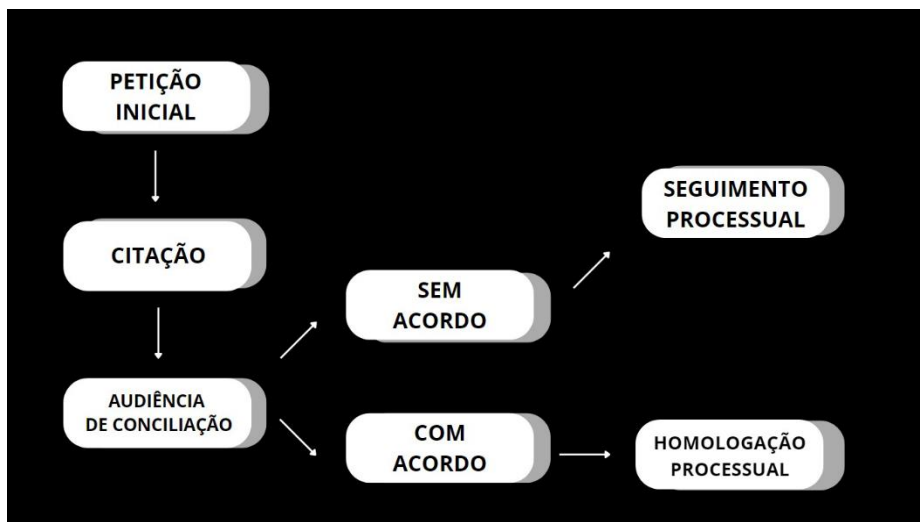 PETIÇÃO
INICIAL
CITAÇÃO
AUDIÊNCIA
DE CONCILIAÇÃO
SEM
ACORDO
SEGUIMENTO
PROCESSUAL
COM
ACORDO
HOMOLOGAÇÃO
PROCESSUAL